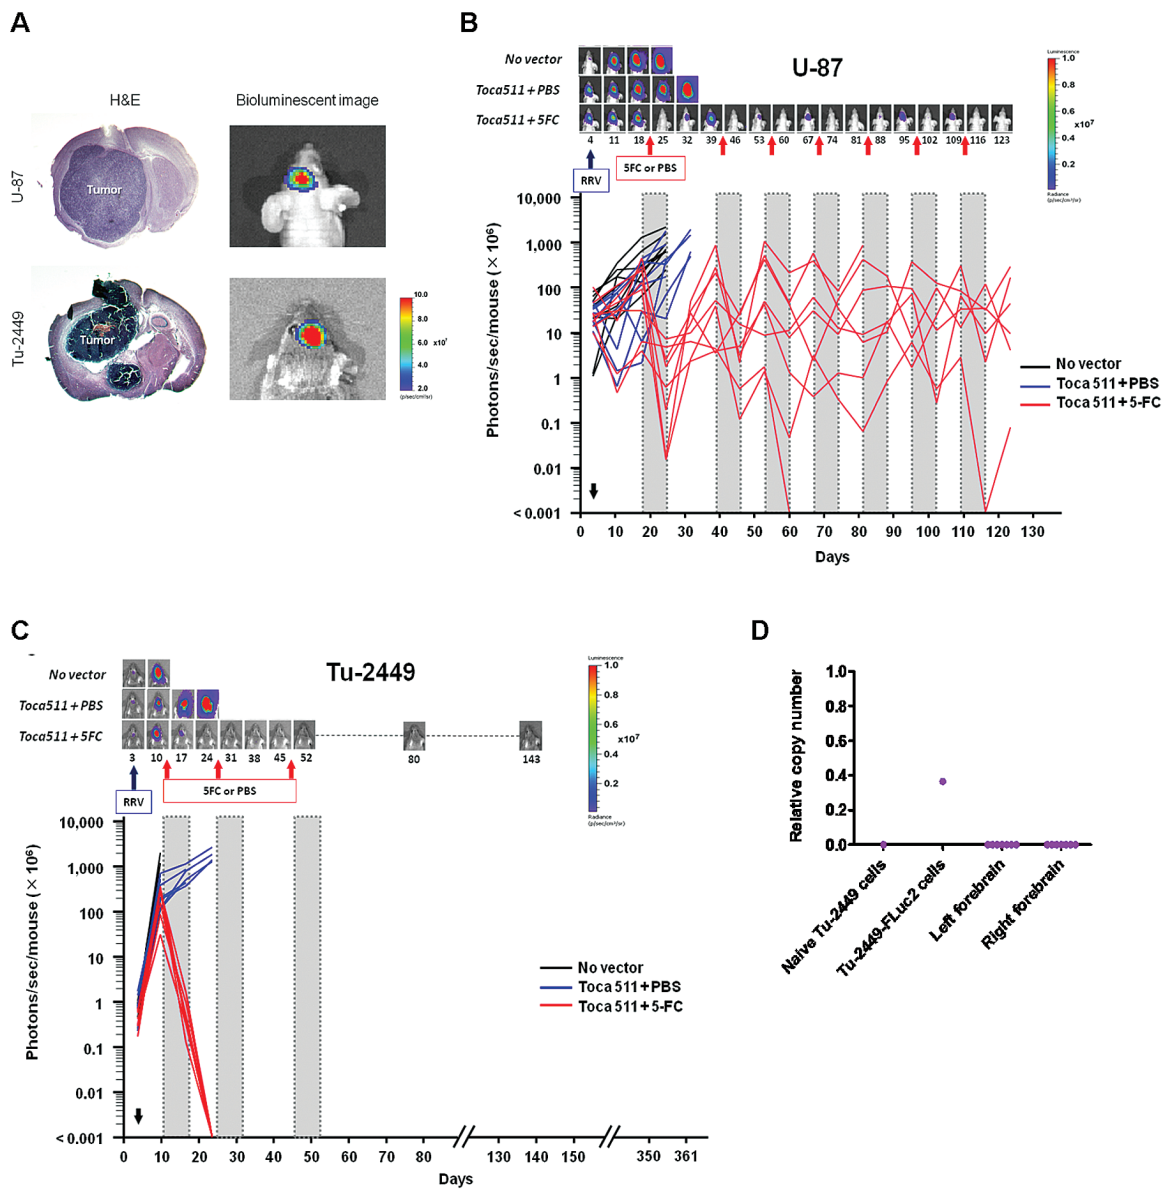 A
H&E
Bioluminescent image
U-87
Tumor
Tu-2449
Tumor
10.0
8.0
6.0
x10⁷
4.0
2.0
(p/sec/cm²/sr)
B
U-87
No vector
Toca511+PBS
Toca511+5FC
4 11 18 25 32 39 46 53 60 67 74 81 88 95 102 109 116 123
RRV
5FC or PBS
Luminescence
1.0
0.8
0.6
x10⁷
0.4
0.2
Radiance
(p/sec/cm²/sr)
Photons/sec/mouse (×10⁶)
10,000
1,000
100
10
1
0.1
0.01
<0.001
0 10 20 30 40 50 60 70 80 90 100 110 120 130
Days
No vector
Toca 511+PBS
Toca 511+5-FC
C
Tu-2449
No vector
Toca511+PBS
Toca511+5FC
3 10 17 24 31 38 45 52 80 143
RRV
5FC or PBS
Luminescence
1.0
0.8
0.6
x10⁷
0.4
0.2
Radiance
(p/sec/cm²/sr)
Photons/sec/mouse (×10⁶)
10,000
1,000
100
10
1
0.1
0.01
<0.001
0 10 20 30 40 50 60 70 80 130 140 150 350 361
Days
No vector
Toca 511+PBS
Toca 511+5-FC
D
Relative copy number
1.0
0.8
0.6
0.4
0.2
0.0
Naive Tu-2449 cells
Tu-2449-FLuc2 cells
Left forebrain
Right forebrain